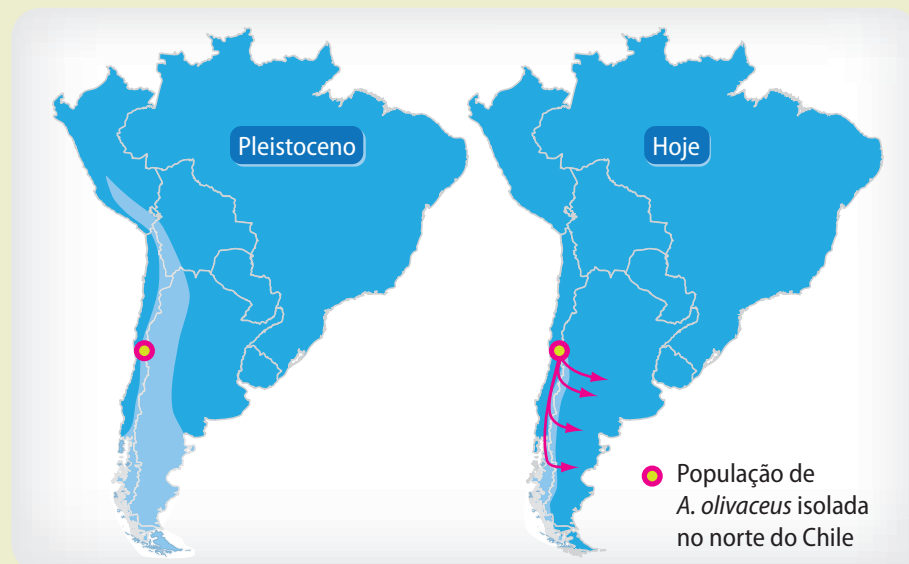 Pleistoceno
Hoje
População de
A. olivaceus isolada
no norte do Chile